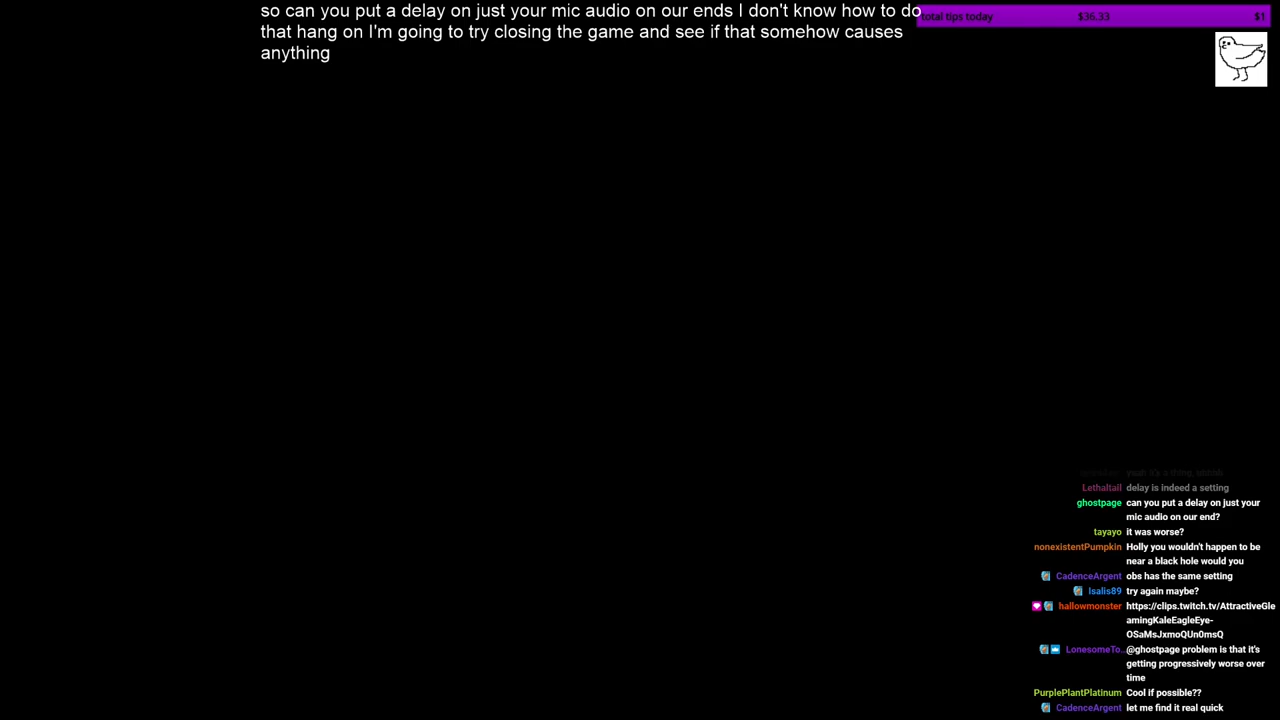 so can you put a delay on just your mic audio on our ends I don't know how to do
that hang on I'm going to try closing the game and see if that somehow causes
anything
total tips today $36.33 $1
Lethaltail delay is indeed a setting
ghostpage can you put a delay on just your
mic audio on our end?
tayayo it was worse?
nonexistentPumpkin Holly you wouldn't happen to be
near a black hole would you
CadenceArgent obs has the same setting
Isalis89 try again maybe?
hallowmonster https://clips.twitch.tv/AttractiveGle
amingKaleEagleEye-
OSaMsJxmoQUn0msQ
LonesomeTo... @ghostpage problem is that it's
getting progressively worse over
time
PurplePlantPlatinum Cool if possible??
CadenceArgent let me find it real quick